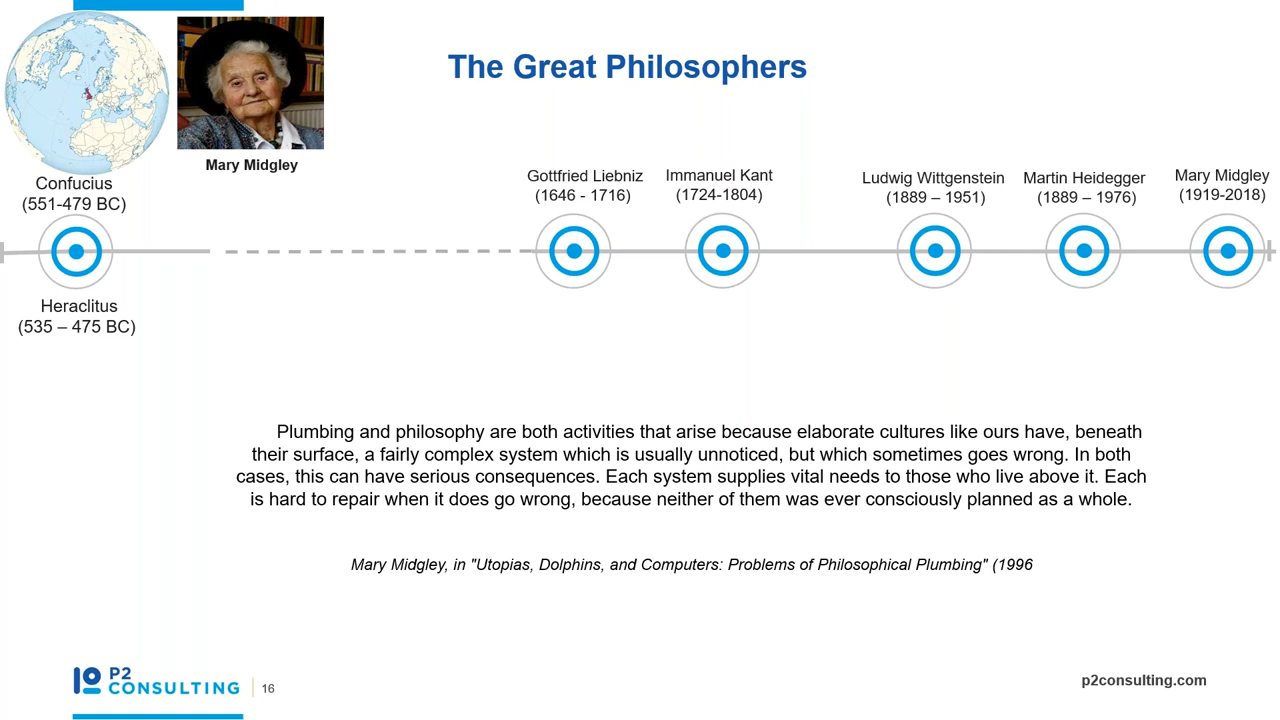 The Great Philosophers
Mary Midgley
Confucius
(551-479 BC)
Gottfried Liebniz
(1646 - 1716)
Immanuel Kant
(1724-1804)
Ludwig Wittgenstein
(1889 – 1951)
Martin Heidegger
(1889 – 1976)
Mary Midgley
(1919-2018)
Heraclitus
(535 – 475 BC)
Plumbing and philosophy are both activities that arise because elaborate cultures like ours have, beneath
their surface, a fairly complex system which is usually unnoticed, but which sometimes goes wrong. In both
cases, this can have serious consequences. Each system supplies vital needs to those who live above it. Each
is hard to repair when it does go wrong, because neither of them was ever consciously planned as a whole.
Mary Midgley, in "Utopias, Dolphins, and Computers: Problems of Philosophical Plumbing" (1996
P2
CONSULTING
16
p2consulting.com